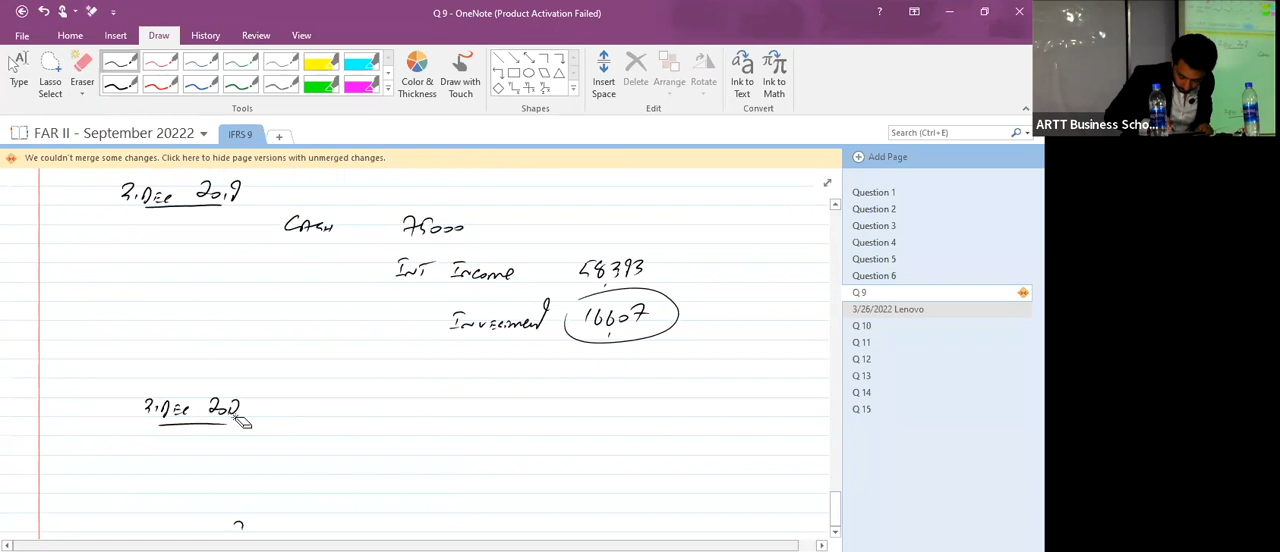 Q 9 - OneNote (Product Activation Failed)
File Home Insert Draw History Review View
Type
Lasso Select
Eraser
Color & Thickness
Draw with Touch
Insert Space
Delete
Arrange
Rotate
Ink to Text
Ink to Math
Tools
Shapes
Edit
Convert
ARTT Business Scho...
FAR II - September 20222
IFRS 9
Search (Ctrl+E)
We couldn't merge some changes. Click here to hide page versions with unmerged changes.
Add Page
Question 1
Question 2
Question 3
Question 4
Question 5
Question 6
Q 9
3/26/2022 Lenovo
Q 10
Q 11
Q 12
Q 13
Q 14
Q 15
31 DEC 2019
CASH 75000
INT Income 58393
Investment 16607
31 DEC